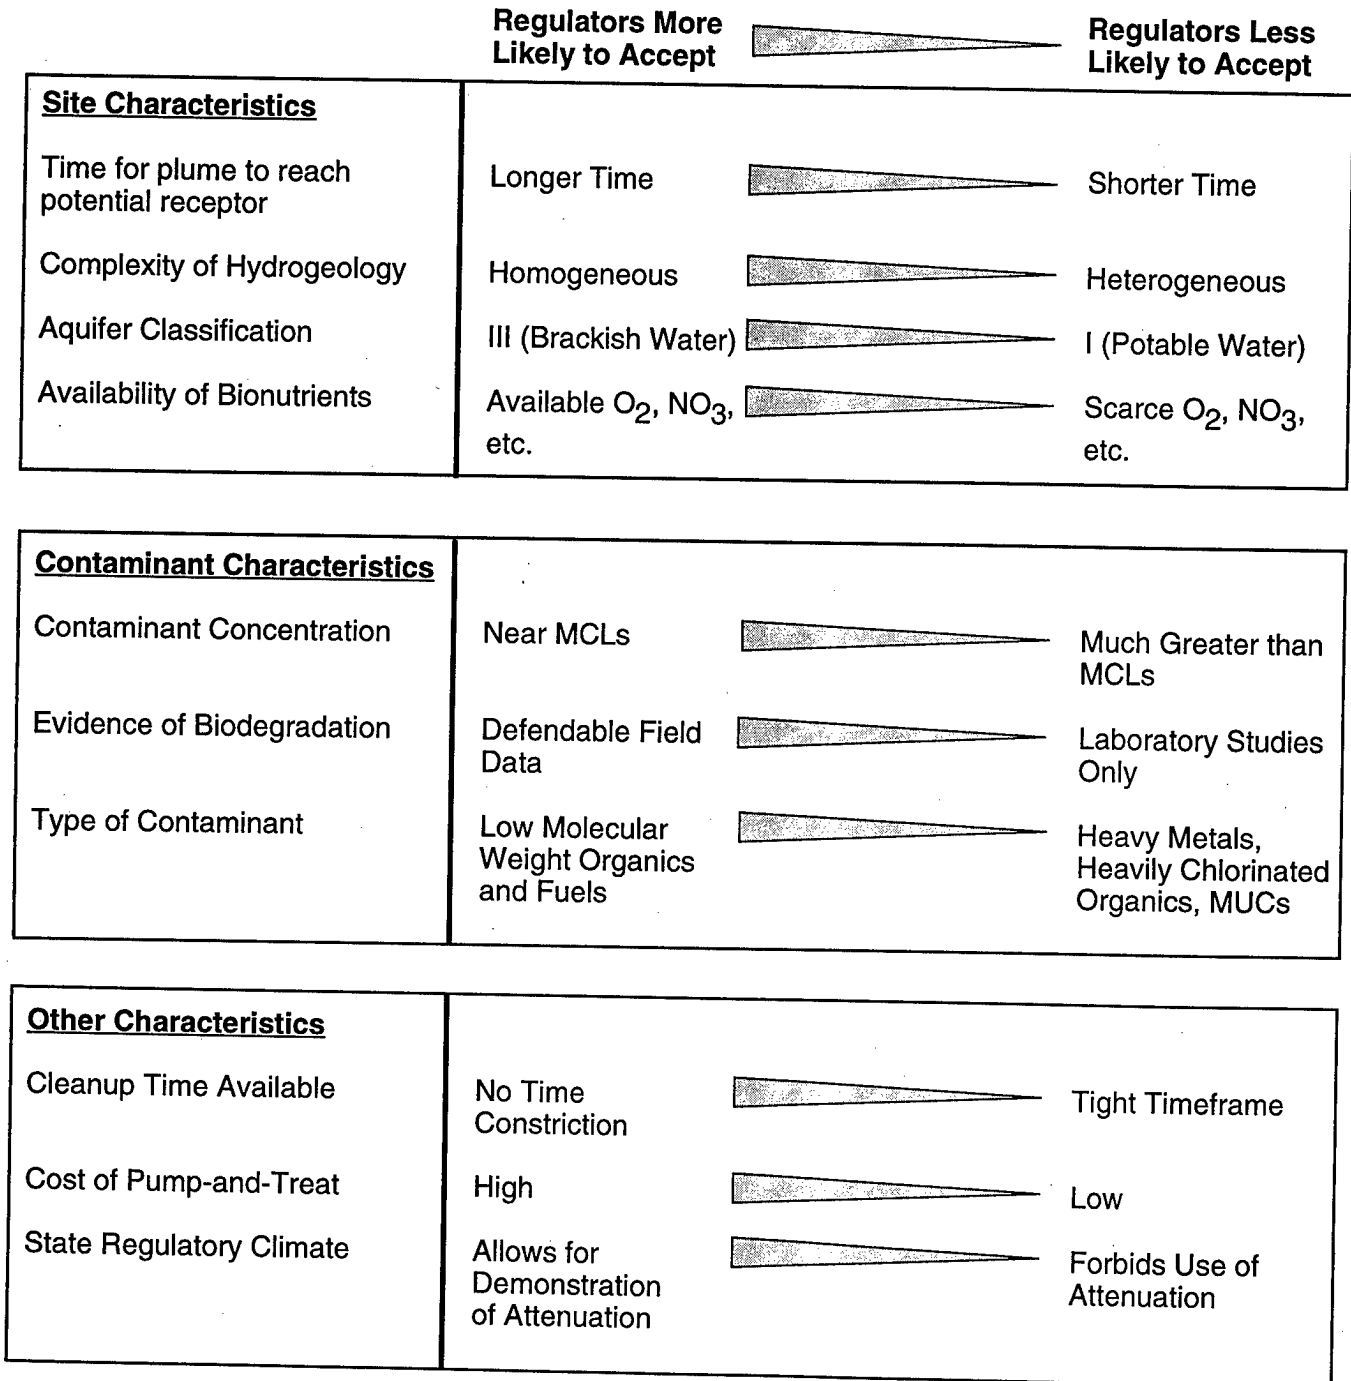 Regulators More
Likely to Accept
Regulators Less
Likely to Accept
Site Characteristics
Time for plume to reach
potential receptor
Longer Time
Shorter Time
Complexity of Hydrogeology
Homogeneous
Heterogeneous
Aquifer Classification
III (Brackish Water)
I (Potable Water)
Availability of Bionutrients
Available O2, NO3,
etc.
Scarce O2, NO3,
etc.
Contaminant Characteristics
Contaminant Concentration
Near MCLs
Much Greater than
MCLs
Evidence of Biodegradation
Defendable Field
Data
Laboratory Studies
Only
Type of Contaminant
Low Molecular
Weight Organics
and Fuels
Heavy Metals,
Heavily Chlorinated
Organics, MUCs
Other Characteristics
Cleanup Time Available
No Time
Constriction
Tight Timeframe
Cost of Pump-and-Treat
High
Low
State Regulatory Climate
Allows for
Demonstration
of Attenuation
Forbids Use of
Attenuation